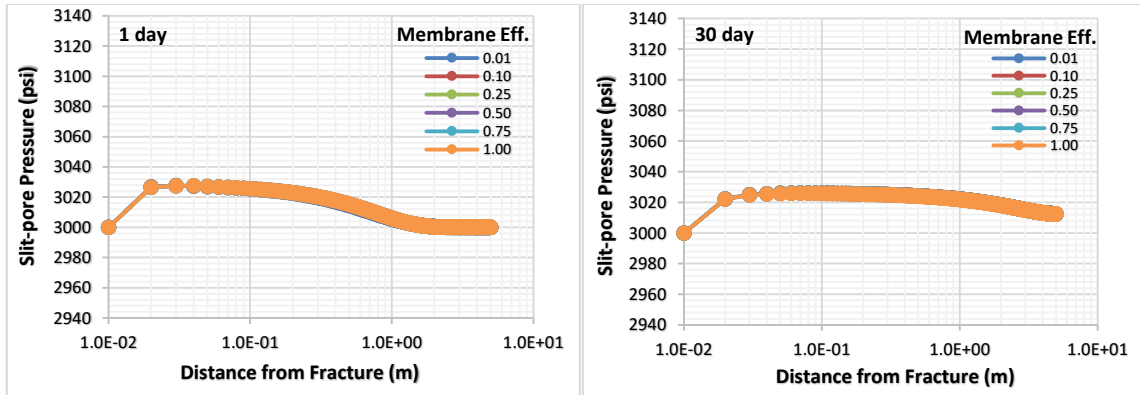 1 day
Membrane Eff.
0.01
0.10
0.25
0.50
0.75
1.00
Slit-pore Pressure (psi)
3140
3120
3100
3080
3060
3040
3020
3000
2980
2960
2940
1.0E-02
1.0E-01
1.0E+00
1.0E+01
Distance from Fracture (m)
30 day
Membrane Eff.
0.01
0.10
0.25
0.50
0.75
1.00
Slit-pore Pressure (psi)
3140
3120
3100
3080
3060
3040
3020
3000
2980
2960
2940
1.0E-02
1.0E-01
1.0E+00
1.0E+01
Distance from Fracture (m)